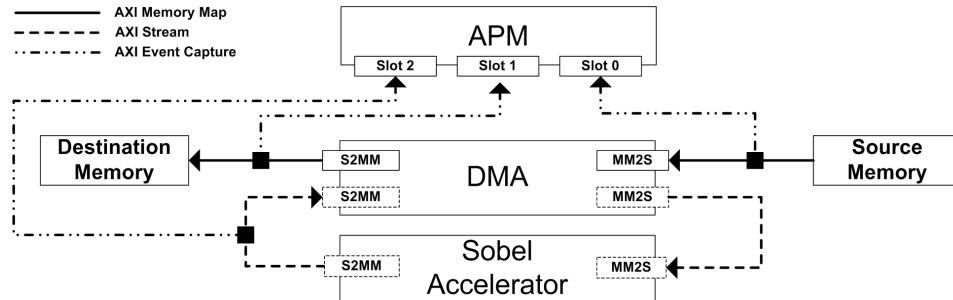 AXI Memory Map
AXI Stream
AXI Event Capture
APM
Slot 2
Slot 1
Slot 0
Destination
Memory
S2MM
DMA
MM2S
Source
Memory
S2MM
MM2S
S2MM
Sobel
Accelerator
MM2S